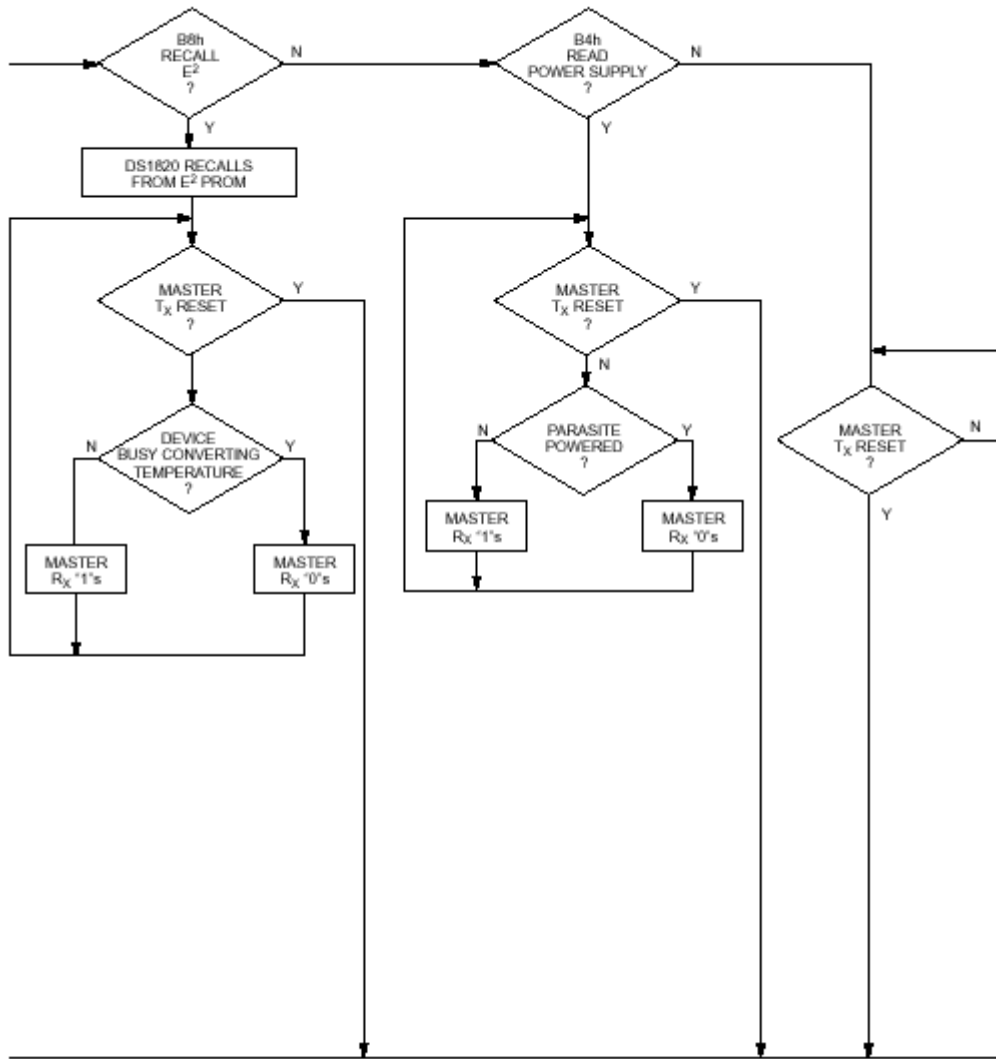 B8h
RECALL
E²
?
N
Y
B4h
READ
POWER SUPPLY
?
N
Y
DS1820 RECALLS
FROM E² PROM
MASTER
TX RESET
?
Y
MASTER
TX RESET
?
Y
N
DEVICE
BUSY CONVERTING
TEMPERATURE
?
N
Y
PARASITE
POWERED
?
N
Y
MASTER
TX RESET
?
N
Y
MASTER
RX "1"s
MASTER
RX "0"s
MASTER
RX "1"s
MASTER
RX "0"s